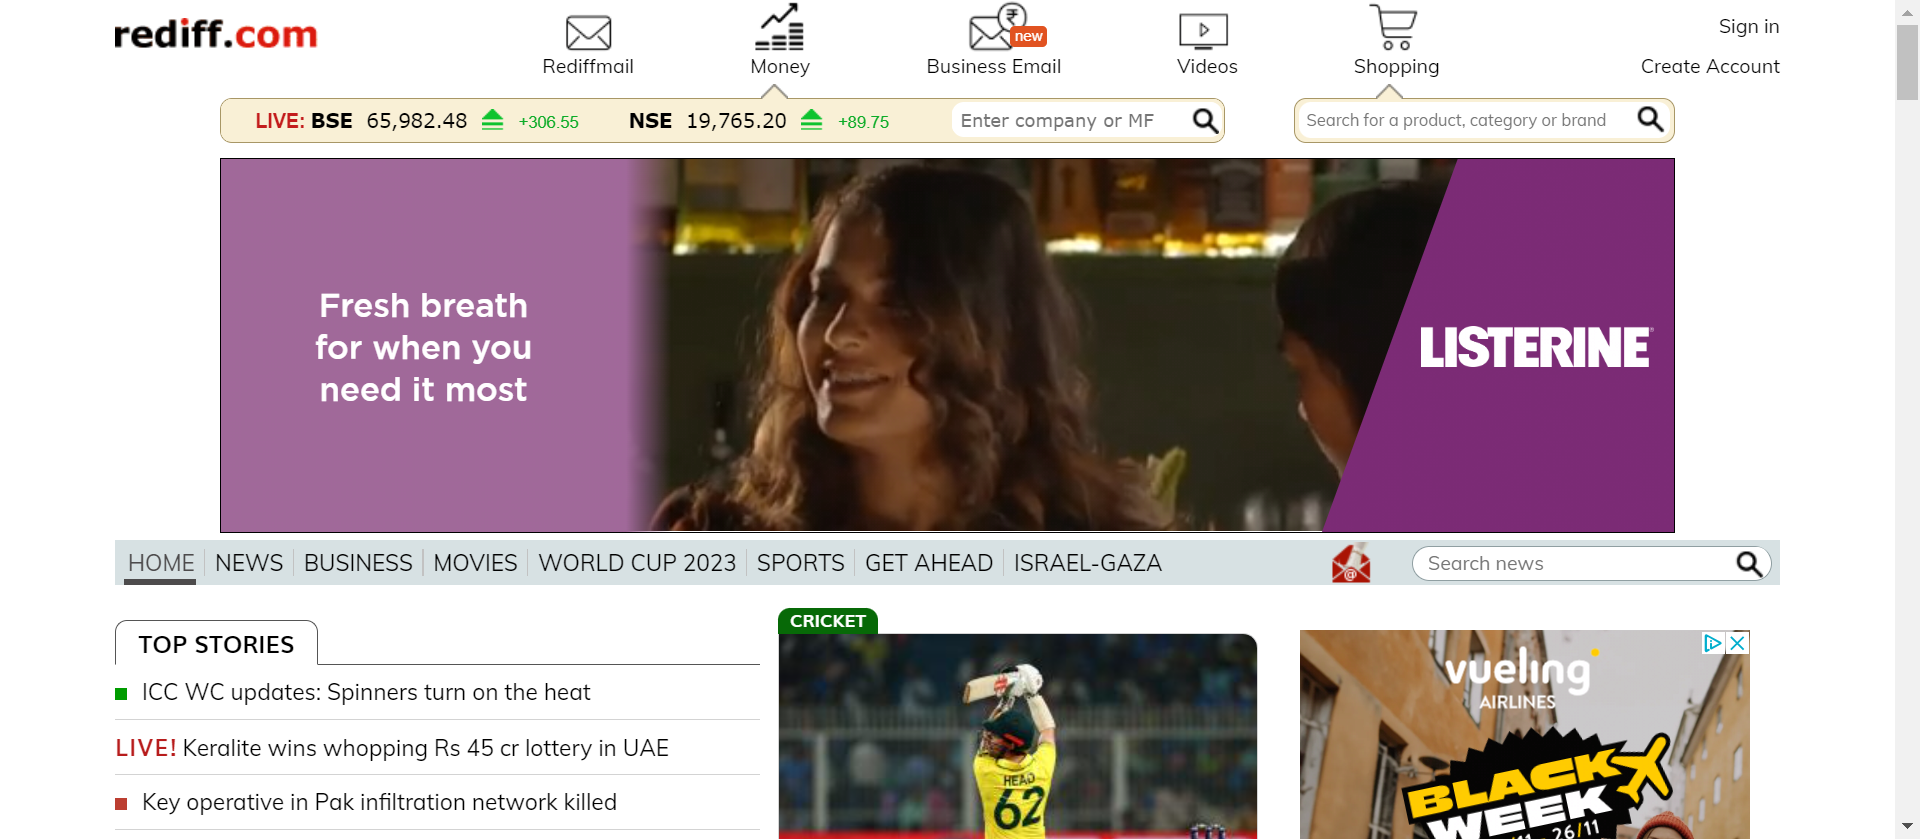 rediff.com
Rediffmail
Money
new
Business Email
Videos
Shopping
Sign in
Create Account
LIVE: BSE 65,982.48 +306.55 NSE 19,765.20 +89.75
Enter company or MF
Search for a product, category or brand
Fresh breath
for when you
need it most
LISTERINE
HOME NEWS BUSINESS MOVIES WORLD CUP 2023 SPORTS GET AHEAD ISRAEL-GAZA
@
Search news
TOP STORIES
ICC WC updates: Spinners turn on the heat
LIVE! Keralite wins whopping Rs 45 cr lottery in UAE
Key operative in Pak infiltration network killed
CRICKET
HEAD
62
vueling
AIRLINES
BLACK
WEEK
26/11